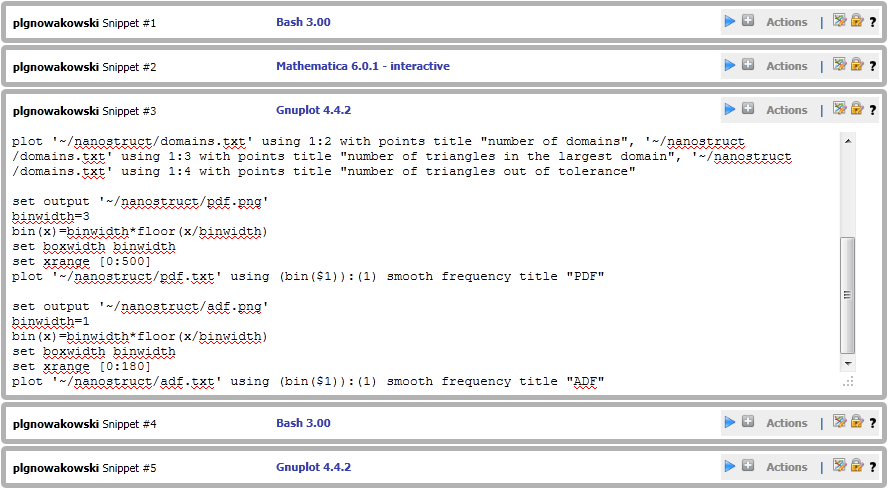 plgnowakowski Snippet #1 Bash 3.00 Actions | ?
plgnowakowski Snippet #2 Mathematica 6.0.1 - interactive Actions | ?
plgnowakowski Snippet #3 Gnuplot 4.4.2 Actions | ?
plot '~/nanostruct/domains.txt' using 1:2 with points title "number of domains", '~/nanostruct
/domains.txt' using 1:3 with points title "number of triangles in the largest domain", '~/nanostruct
/domains.txt' using 1:4 with points title "number of triangles out of tolerance"
set output '~/nanostruct/pdf.png'
binwidth=3
bin(x)=binwidth*floor(x/binwidth)
set boxwidth binwidth
set xrange [0:500]
plot '~/nanostruct/pdf.txt' using (bin($1)):(1) smooth frequency title "PDF"
set output '~/nanostruct/adf.png'
binwidth=1
bin(x)=binwidth*floor(x/binwidth)
set boxwidth binwidth
set xrange [0:180]
plot '~/nanostruct/adf.txt' using (bin($1)):(1) smooth frequency title "ADF"
plgnowakowski Snippet #4 Bash 3.00 Actions | ?
plgnowakowski Snippet #5 Gnuplot 4.4.2 Actions | ?